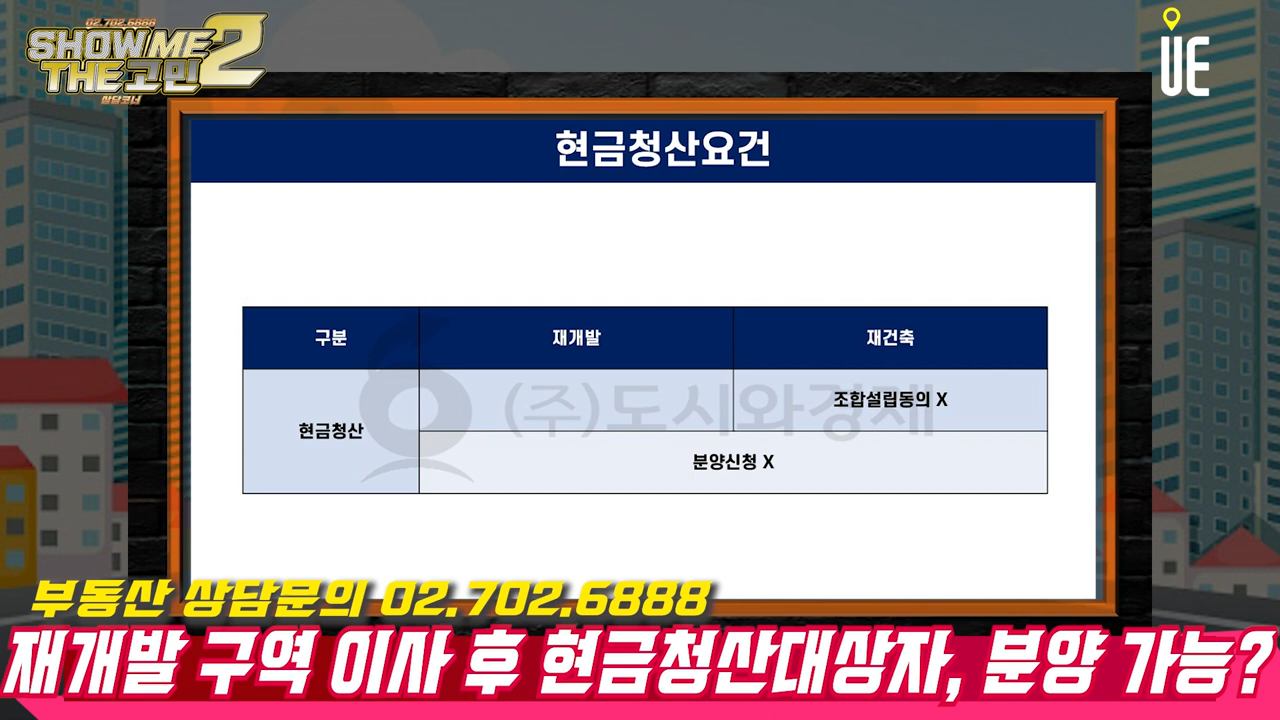 02.702.6888
SHOW ME
THE고민 2
상담코너
UE
현금청산요건
구분 재개발 재건축
현금청산 조합설립동의 X
분양신청 X
(주)도시와경제
부동산 상담문의 02.702.6888
재개발 구역 이사 후 현금청산대상자, 분양 가능?